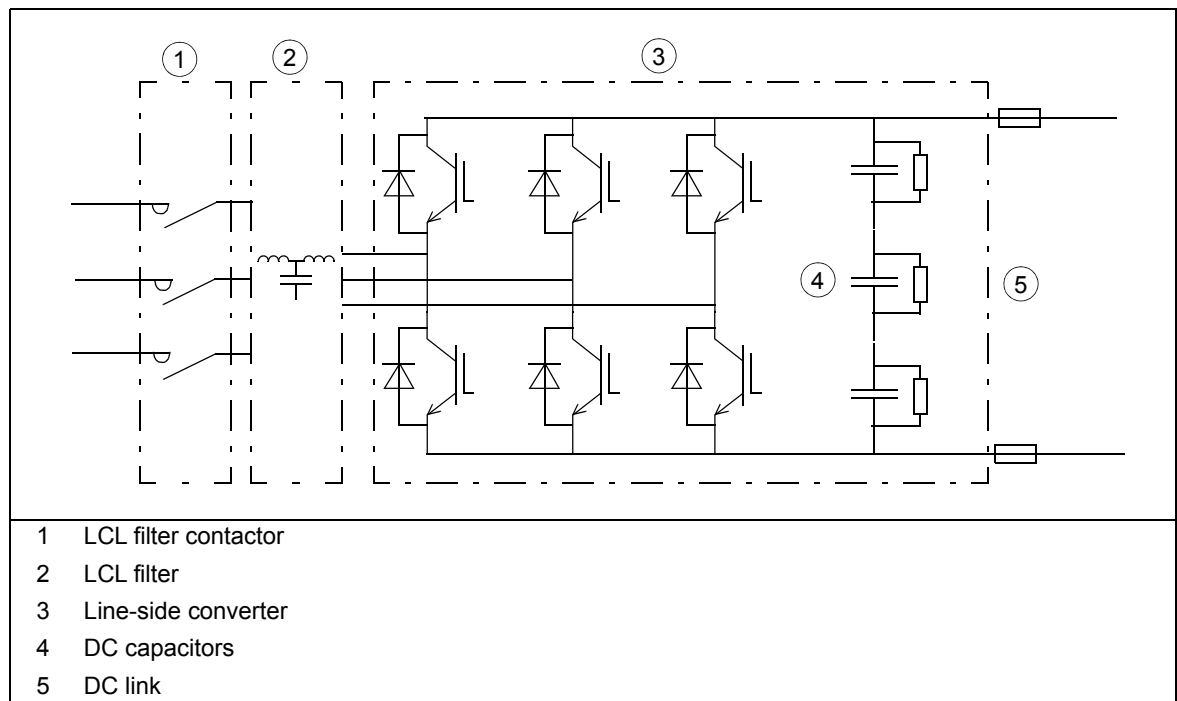 1
2
3
4
5
1 LCL filter contactor
2 LCL filter
3 Line-side converter
4 DC capacitors
5 DC link